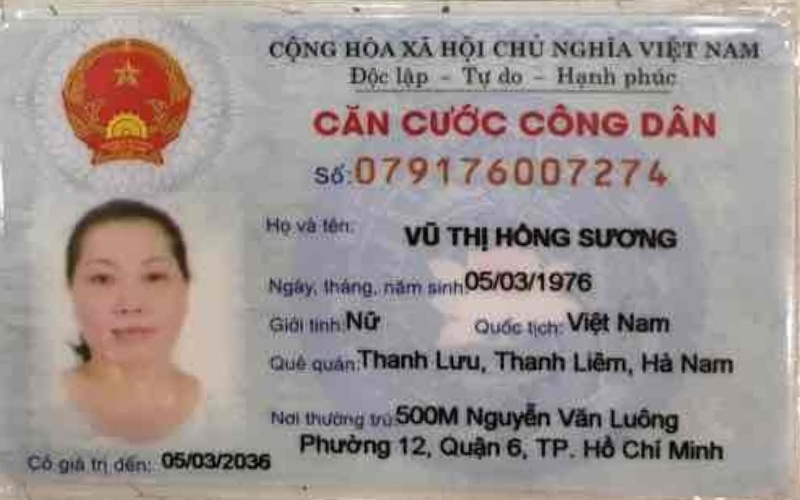 CỘNG HÒA XÃ HỘI CHỦ NGHĨA VIỆT NAM
Độc lập - Tự do - Hạnh phúc
CĂN CƯỚC CÔNG DÂN
Số: 079176007274
Họ và tên: VŨ THỊ HỒNG SƯƠNG
Ngày, tháng, năm sinh: 05/03/1976
Giới tính: Nữ Quốc tịch: Việt Nam
Quê quán: Thanh Lưu, Thanh Liêm, Hà Nam
Nơi thường trú: 500M Nguyễn Văn Luông
Phường 12, Quận 6, TP. Hồ Chí Minh
Có giá trị đến: 05/03/2036